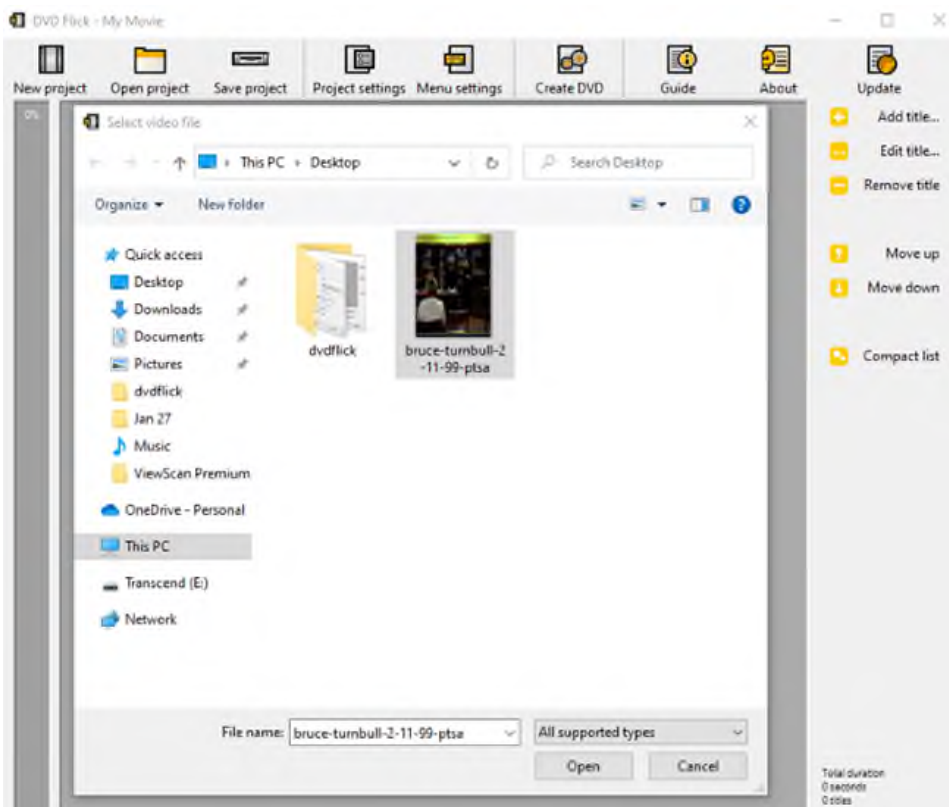 DVD Flick - My Movie
New project Open project Save project Project settings Menu settings Create DVD Guide About Update
0%
Select video file
This PC Desktop Search Desktop
Organize New folder
Quick access
Desktop
Downloads
Documents
Pictures
dvdflick
Jan 27
Music
ViewScan Premium
OneDrive - Personal
This PC
Transcend (E:)
Network
dvdflick
bruce-turnbull-2
-11-99-ptsa
File name: bruce-turnbull-2-11-99-ptsa All supported types
Open Cancel
Add title...
Edit title...
Remove title
Move up
Move down
Compact list
Total duration
0 seconds
0 titles